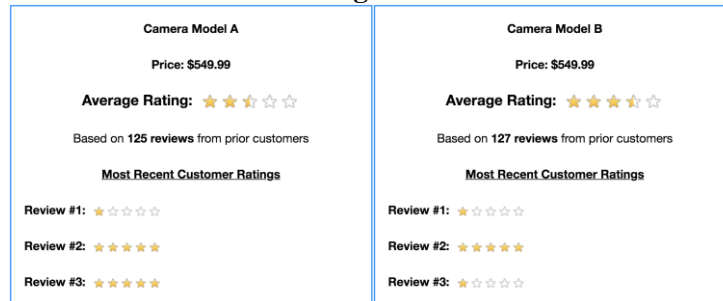 Camera Model A
Price: $549.99
Average Rating:
Based on 125 reviews from prior customers
Most Recent Customer Ratings
Review #1:
Review #2:
Review #3:
Camera Model B
Price: $549.99
Average Rating:
Based on 127 reviews from prior customers
Most Recent Customer Ratings
Review #1:
Review #2:
Review #3: